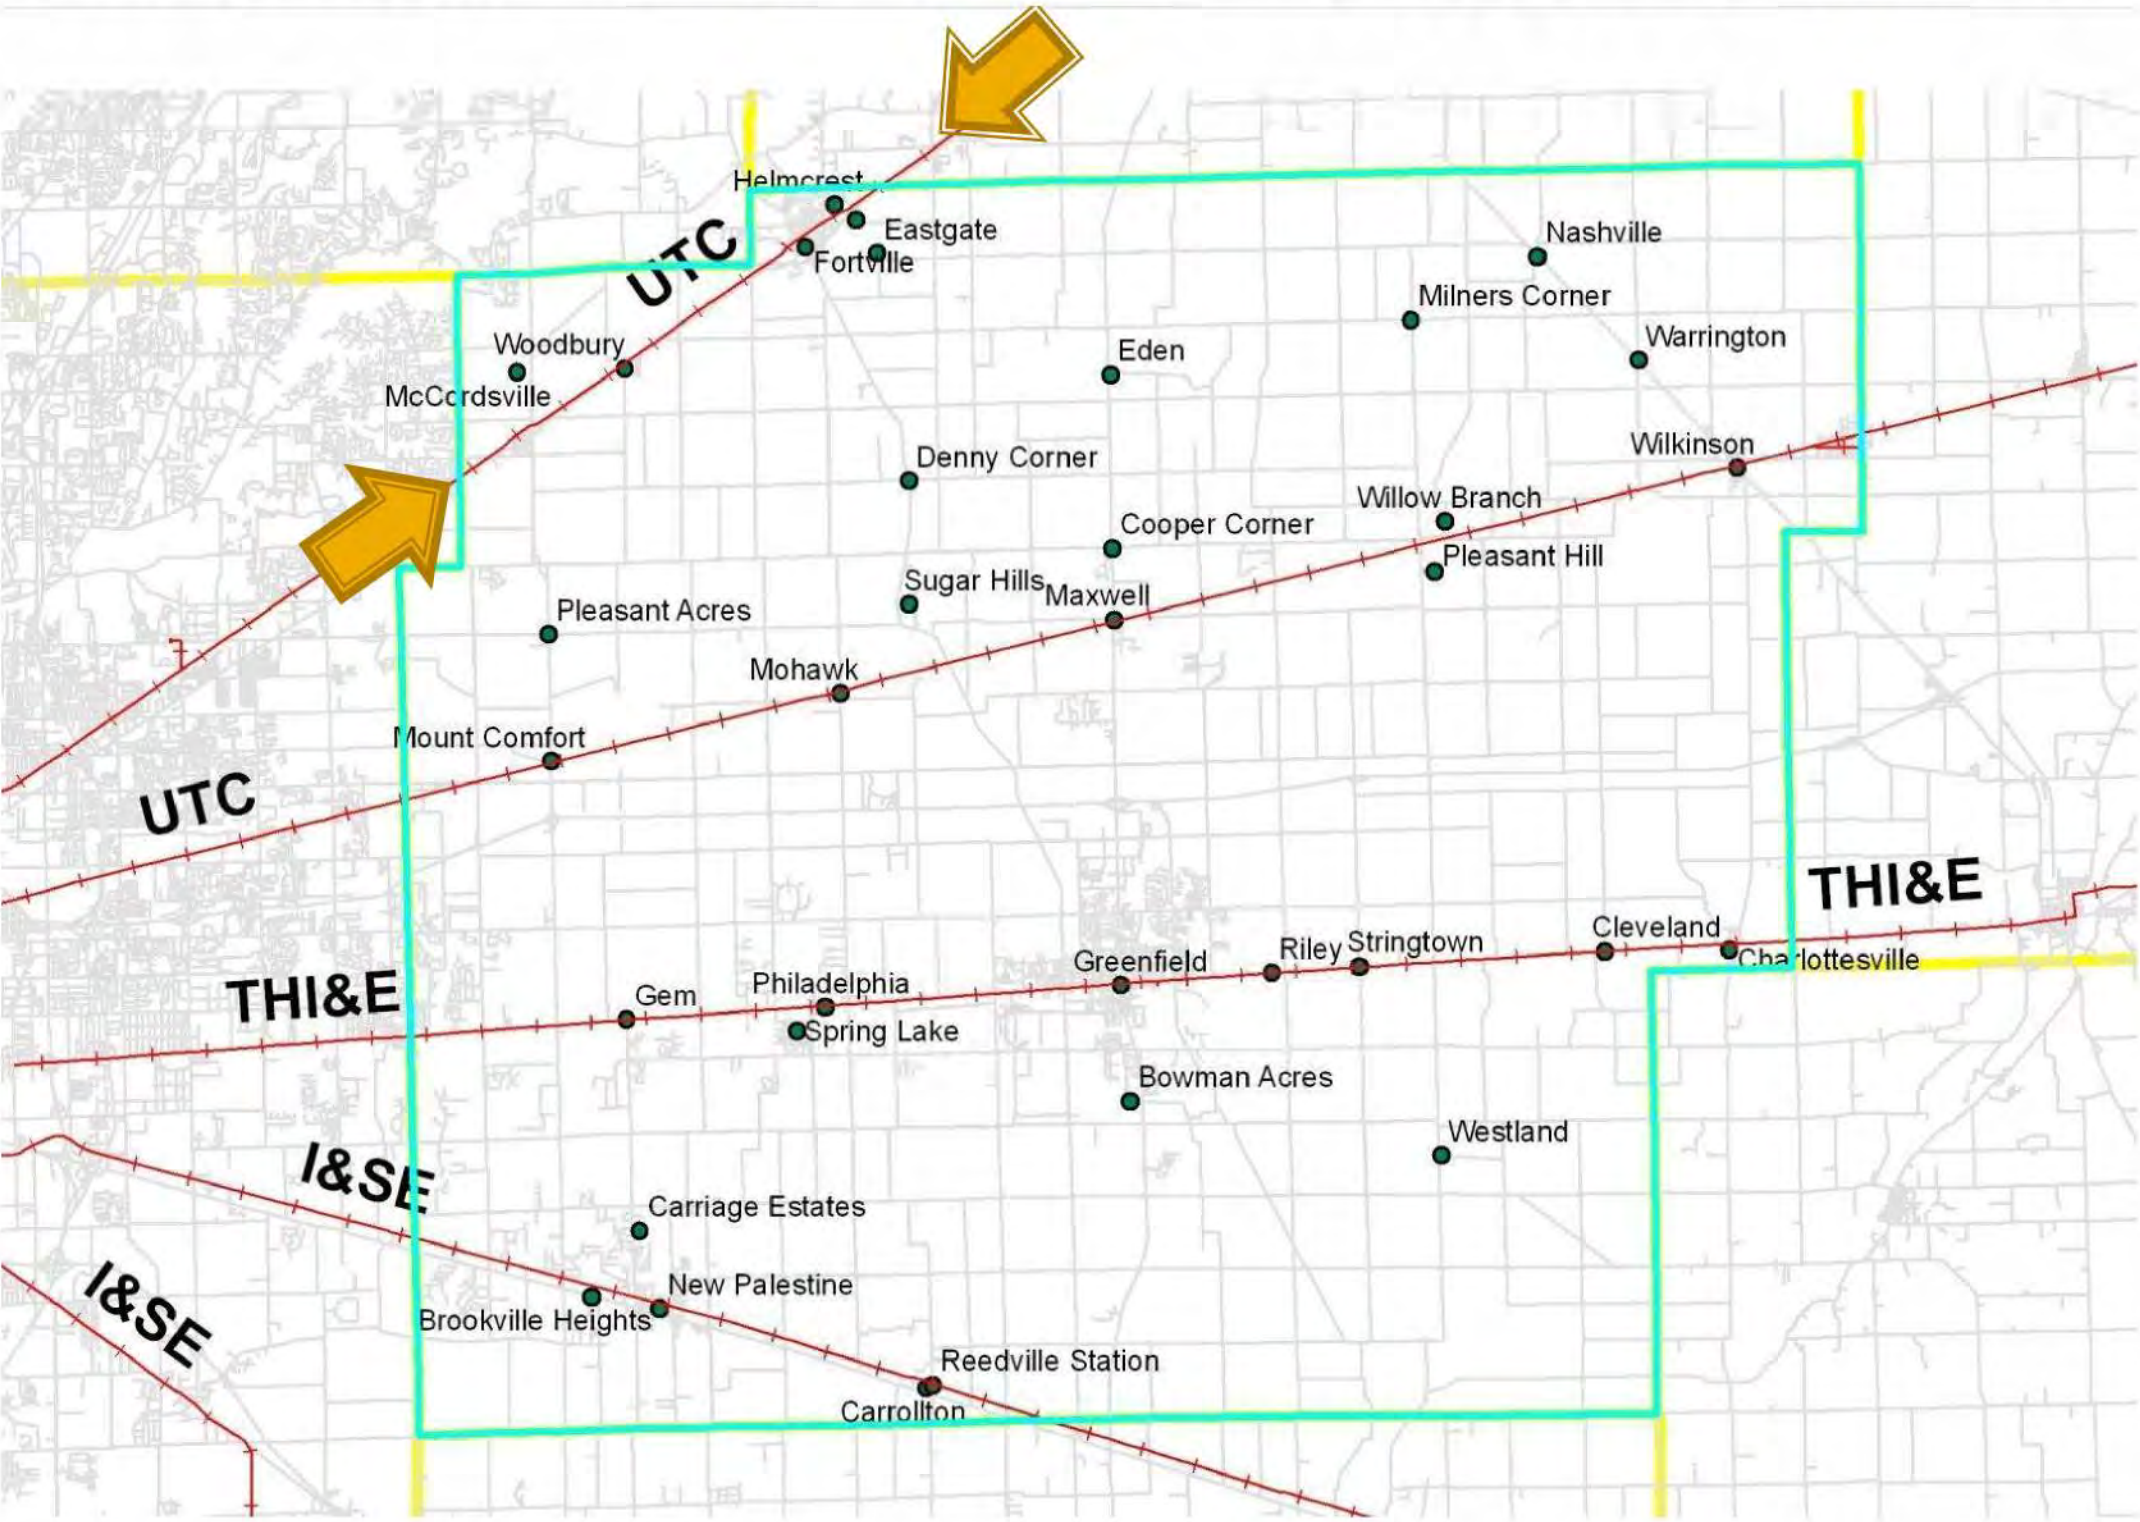 Helmcrest
Eastgate
UTC
Fortville
Nashville
Milners Corner
Warrington
Woodbury
Eden
McCordsville
Denny Corner
Wilkinson
Willow Branch
Cooper Corner
Pleasant Hill
Sugar Hills
Maxwell
Pleasant Acres
Mohawk
Mount Comfort
UTC
THI&E
Cleveland
Charlottesville
Riley
Stringtown
Greenfield
Philadelphia
THI&E
Gem
Spring Lake
Bowman Acres
Westland
I&SE
Carriage Estates
New Palestine
I&SE
Brookville Heights
Reedville Station
Carrollton